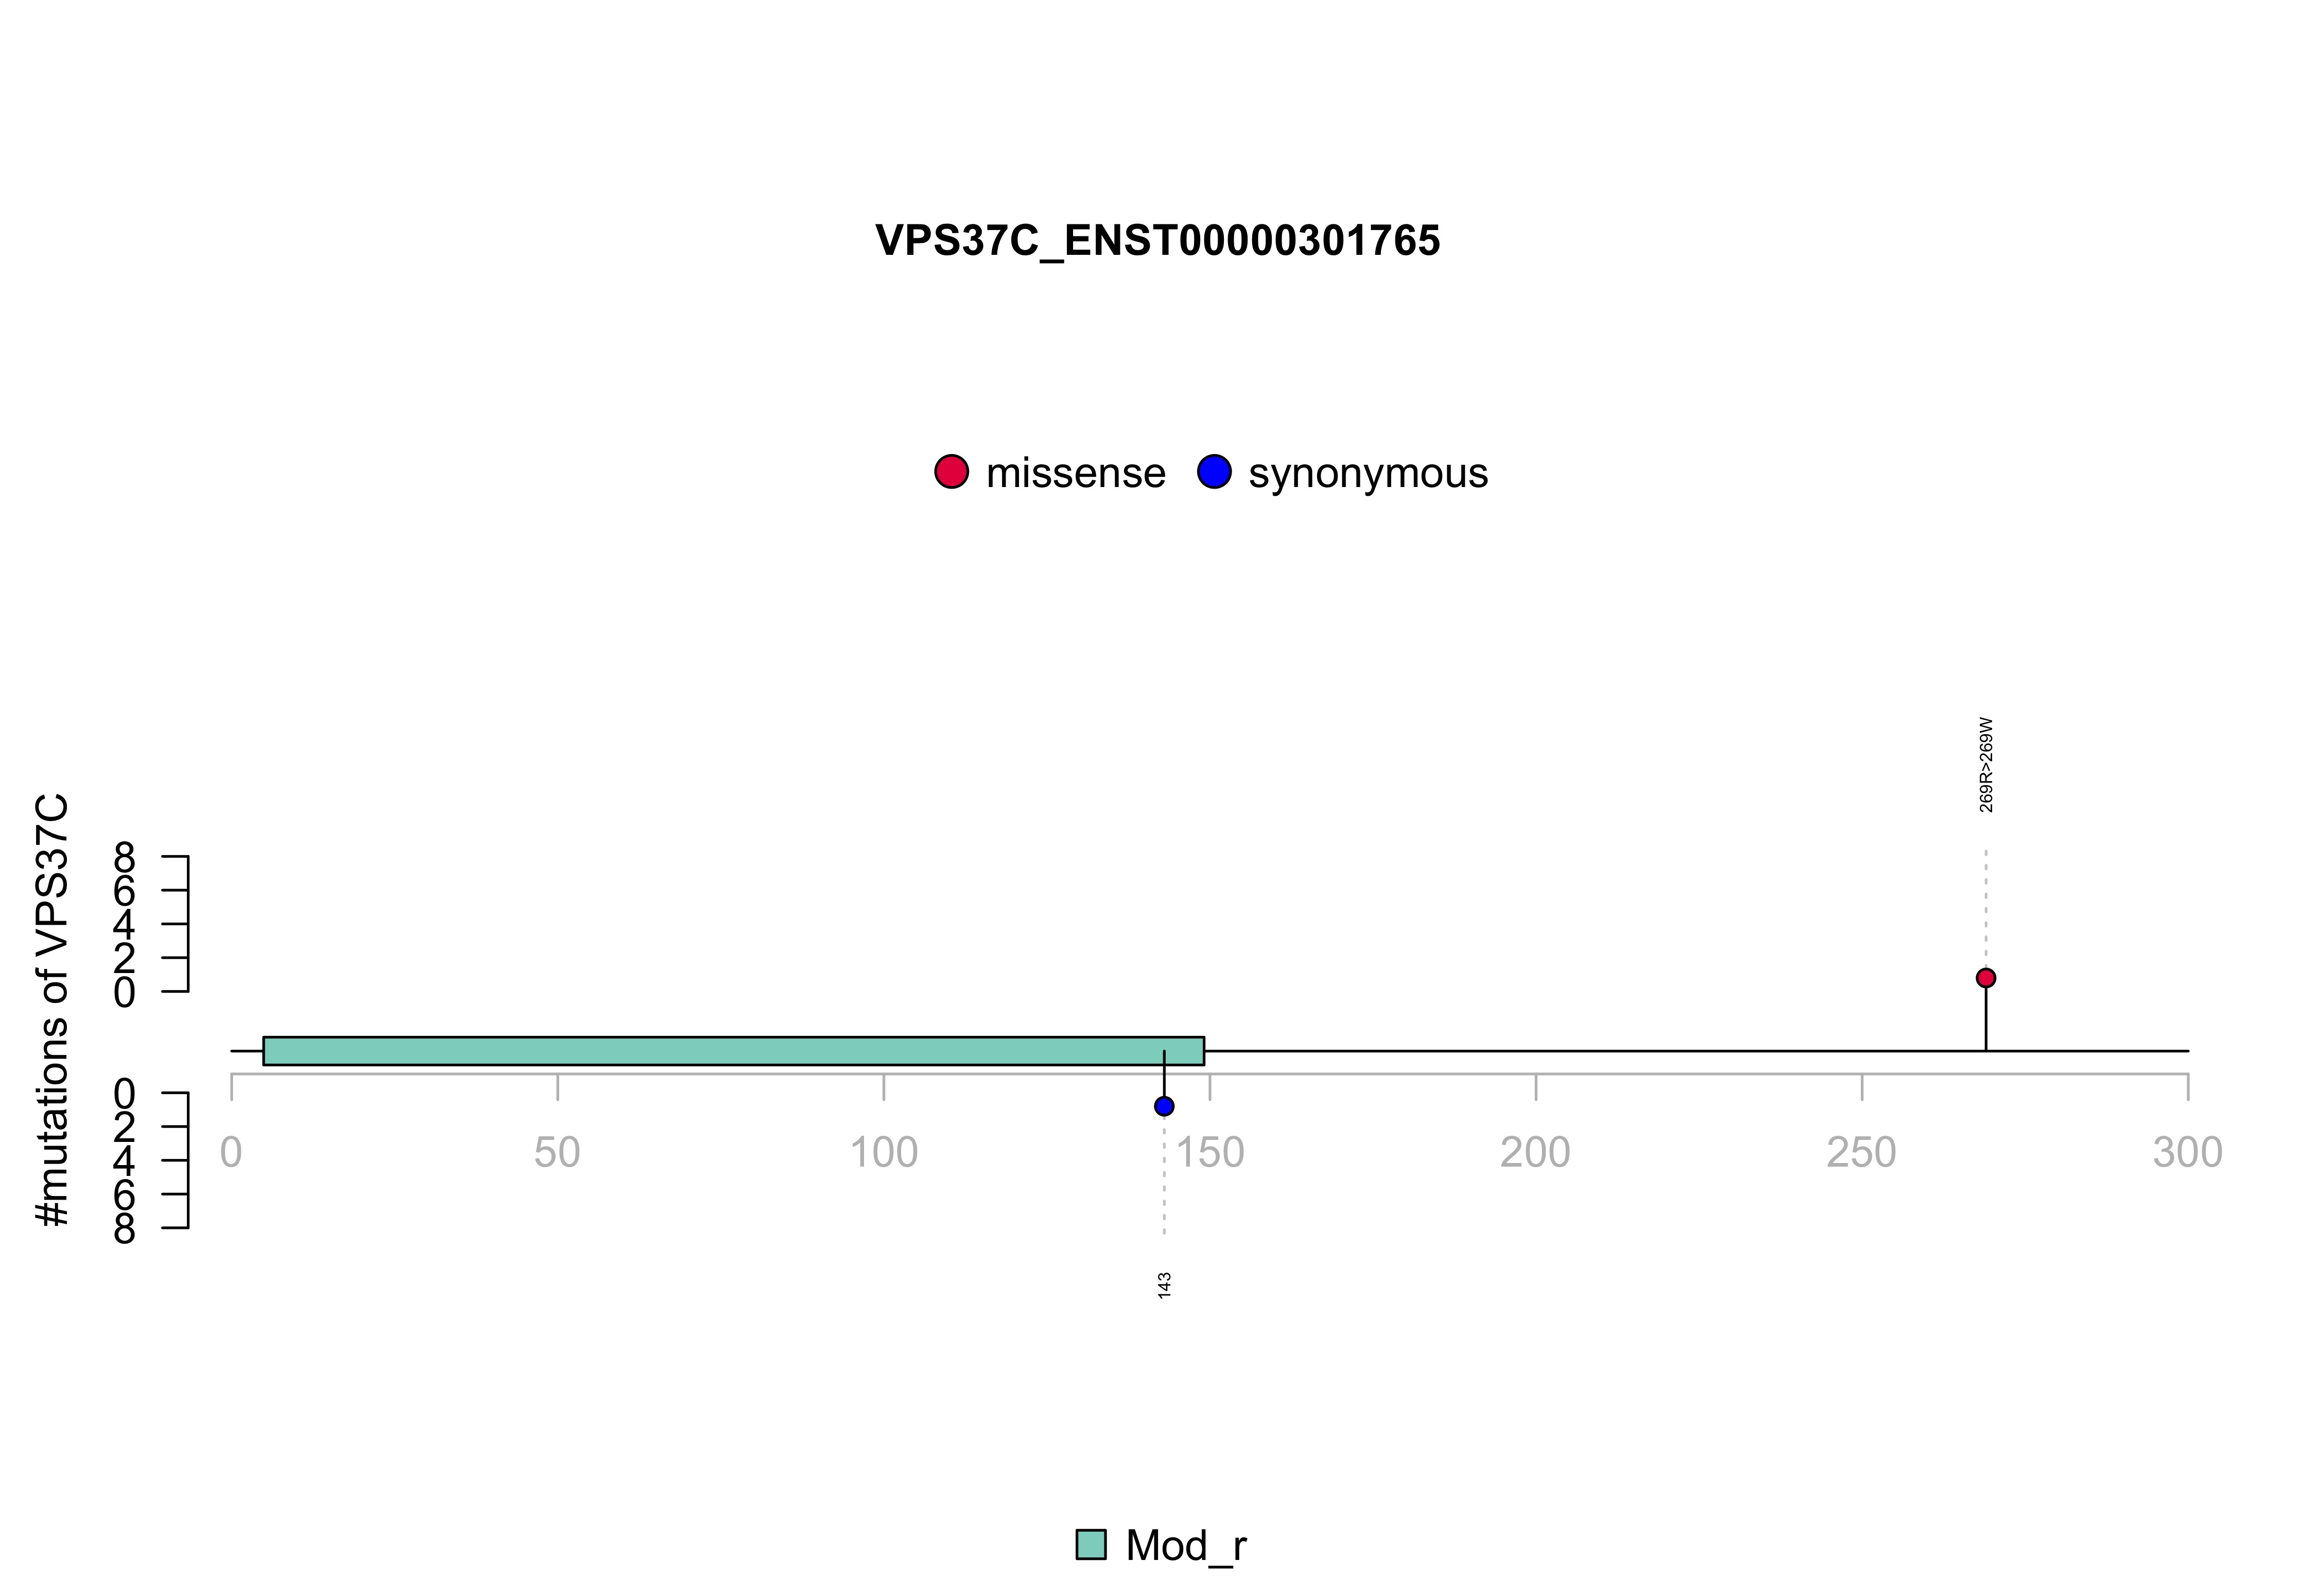 VPS37C_ENST00000301765
missense synonymous
269R>269W
#mutations of VPS37C
8
6
4
2
0
0
2
4
6
8
0 50 100 150 200 250 300
143
Mod_r